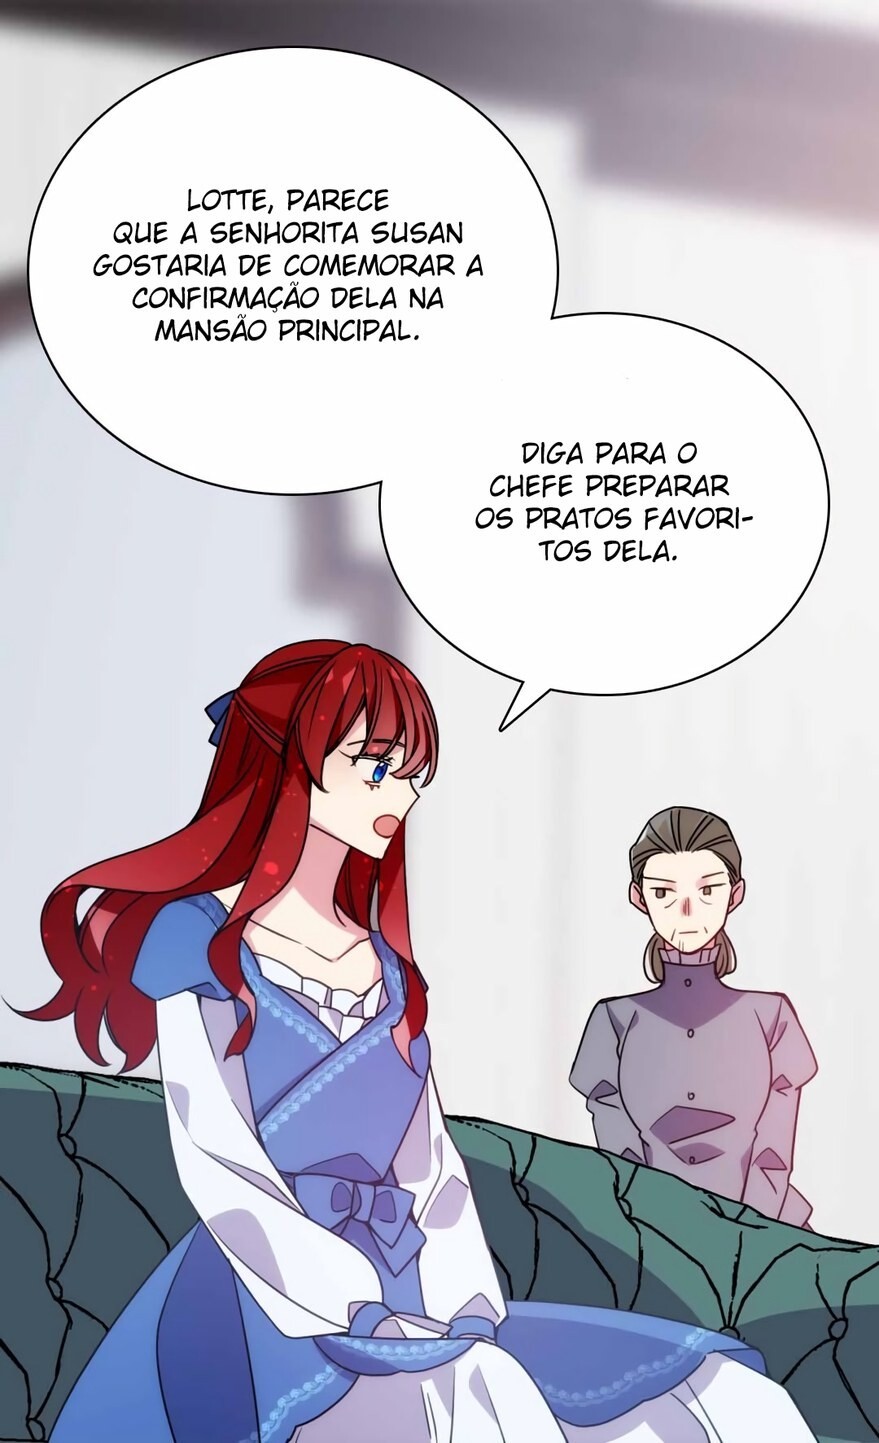 LOTTE, PARECE
QUE A SENHORITA SUSAN
GOSTARIA DE COMEMORAR A
CONFIRMAÇÃO DELA NA
MANSÃO PRINCIPAL.
DIGA PARA O
CHEFE PREPARAR
OS PRATOS FAVORI-
TOS DELA.